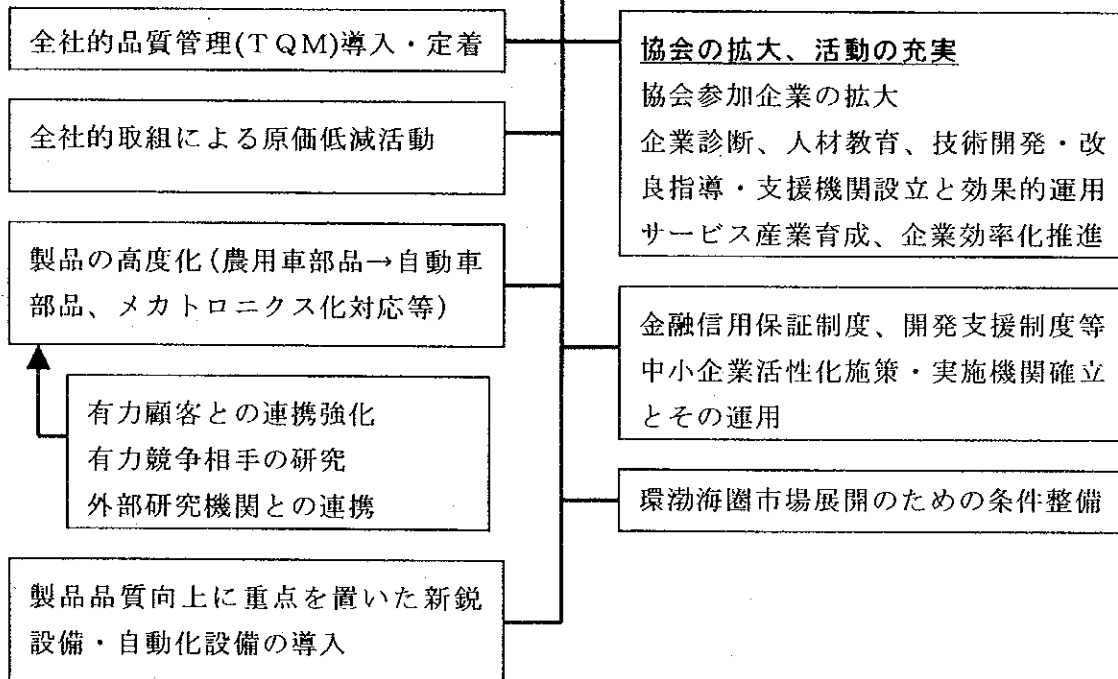 全社的品質管理(TQM)導入・定着
全社的取組による原価低減活動
製品の高度化(農用車部品→自動車
部品、メカトロニクス化対応等)
有力顧客との連携強化
有力競争相手の研究
外部研究機関との連携
製品品質向上に重点を置いた新鋭
設備・自動化設備の導入
協会の拡大、活動の充実
協会参加企業の拡大
企業診断、人材教育、技術開発・改
良指導・支援機関設立と効果的運用
サービス産業育成、企業効率化推進
金融信用保証制度、開発支援制度等
中小企業活性化施策・実施機関確立
とその運用
環渤海圏市場展開のための条件整備